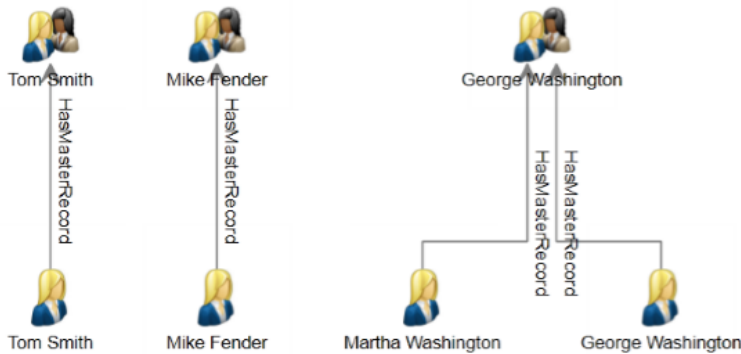 Tom Smith
Mike Fender
George Washington
HasMasterRecord
HasMasterRecord
HasMasterRecord
HasMasterRecord
Tom Smith
Mike Fender
Martha Washington
George Washington